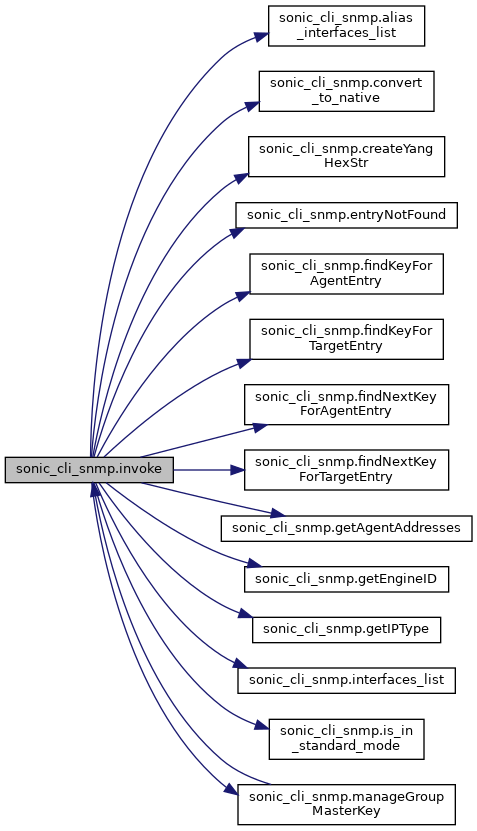 sonic_cli_snmp.alias
_interfaces_list
sonic_cli_snmp.convert
_to_native
sonic_cli_snmp.createYang
HexStr
sonic_cli_snmp.entryNotFound
sonic_cli_snmp.findKeyFor
AgentEntry
sonic_cli_snmp.findKeyFor
TargetEntry
sonic_cli_snmp.findNextKey
ForAgentEntry
sonic_cli_snmp.invoke
sonic_cli_snmp.findNextKey
ForTargetEntry
sonic_cli_snmp.getAgentAddresses
sonic_cli_snmp.getEngineID
sonic_cli_snmp.getIPType
sonic_cli_snmp.interfaces_list
sonic_cli_snmp.is_in
_standard_mode
sonic_cli_snmp.manageGroup
MasterKey